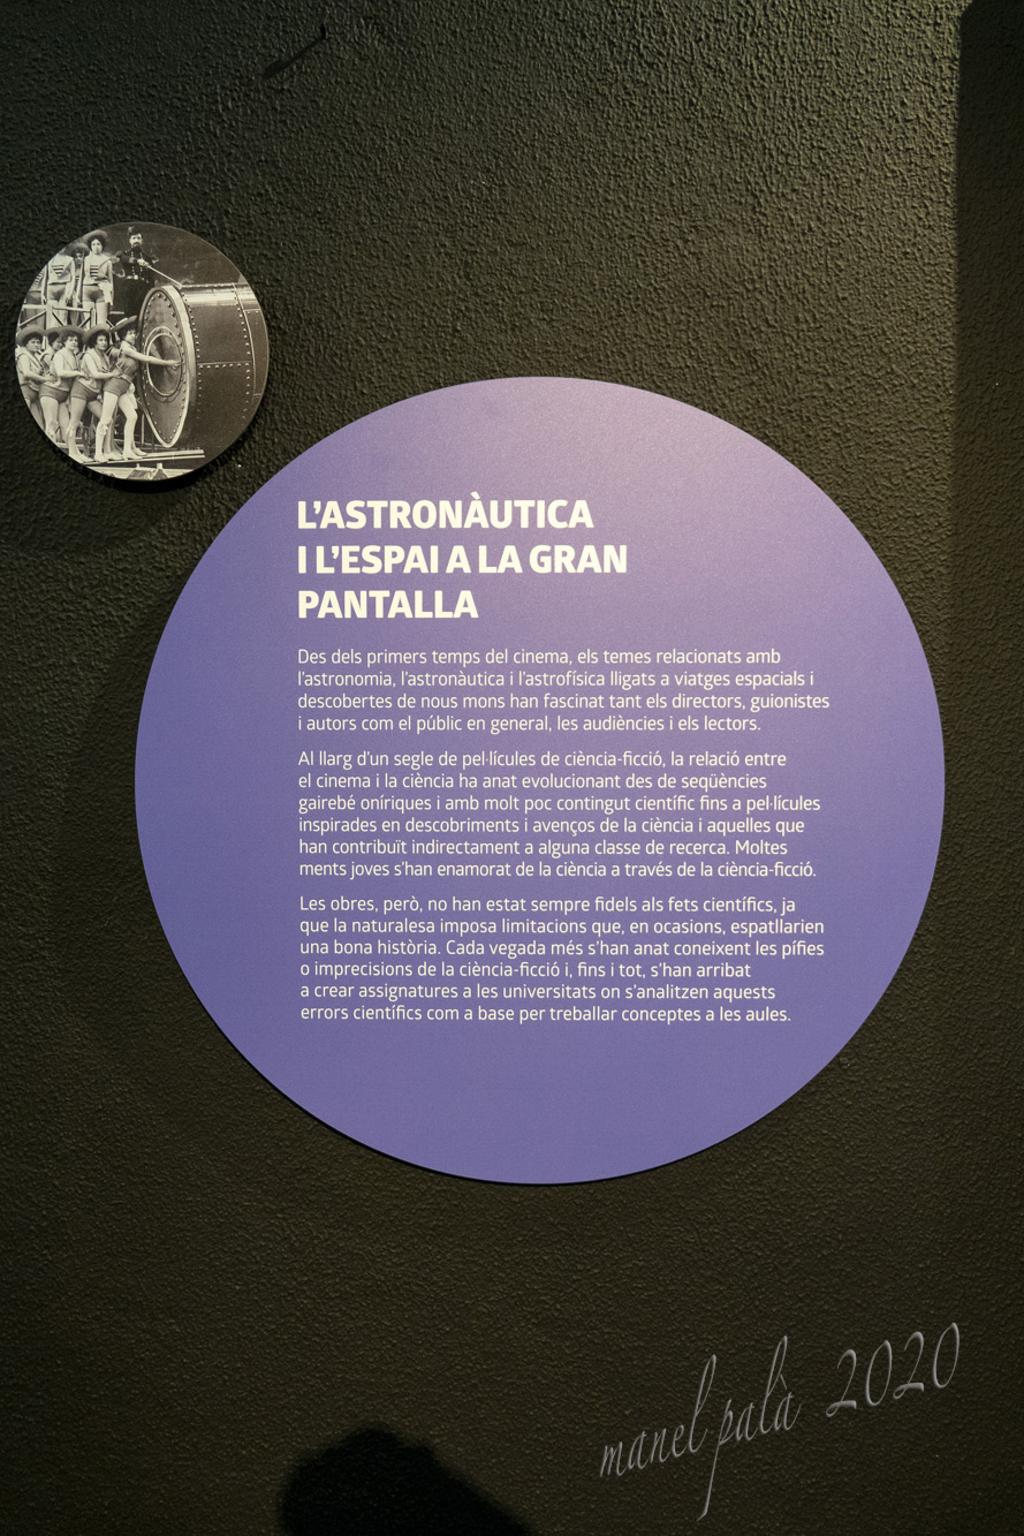 L'ASTRONÀUTICA
I L'ESPAI A LA GRAN
PANTALLA
Des dels primers temps del cinema, els temes relacionats amb
l'astronomia, l'astronàutica i l'astrofísica lligats a viatges espacials i
descobertes de nous mons han fascinat tant els directors, guionistes
i autors com el públic en general, les audiències i els lectors.
Al llarg d'un segle de pel·lícules de ciència-ficció, la relació entre
el cinema i la ciència ha anat evolucionant des de seqüències
gairebé oníriques i amb molt poc contingut científic fins a pel·lícules
inspirades en descobriments i avenços de la ciència i aquelles que
han contribuït indirectament a alguna classe de recerca. Moltes
ments joves s'han enamorat de la ciència a través de la ciència-ficció.
Les obres, però, no han estat sempre fidels als fets científics, ja
que la naturalesa imposa limitacions que, en ocasions, espatllarien
una bona història. Cada vegada més s'han anat coneixent les pífies
o imprecisions de la ciència-ficció i, fins i tot, s'han arribat
a crear assignatures a les universitats on s'analitzen aquests
errors científics com a base per treballar conceptes a les aules.
manel palà 2020